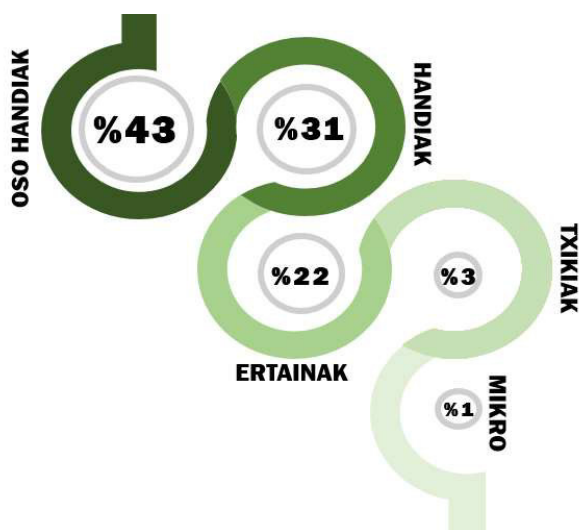 OSO HANDIAK
%43
%31
HANDIAK
%22
ERTAINAK
%3
TXIKIAK
%1
MIKRO